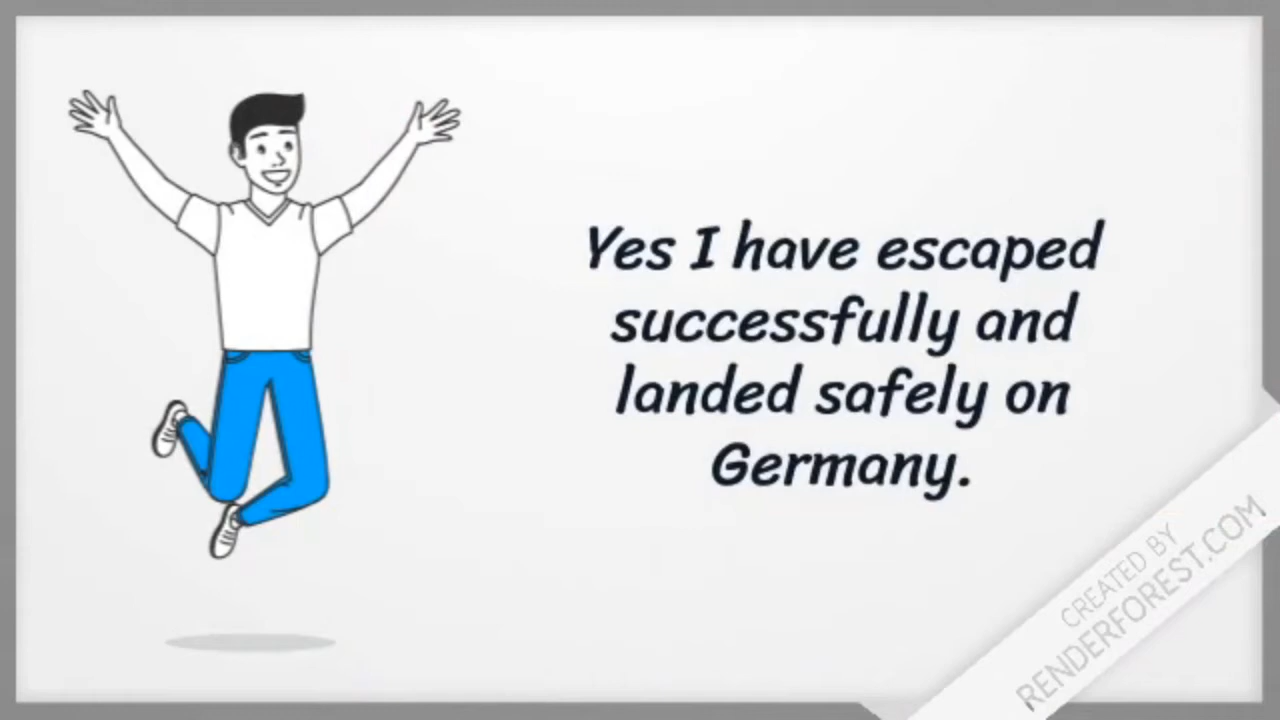 Yes I have escaped
successfully and
landed safely on
Germany.
CREATED BY
RENDERFOREST.COM